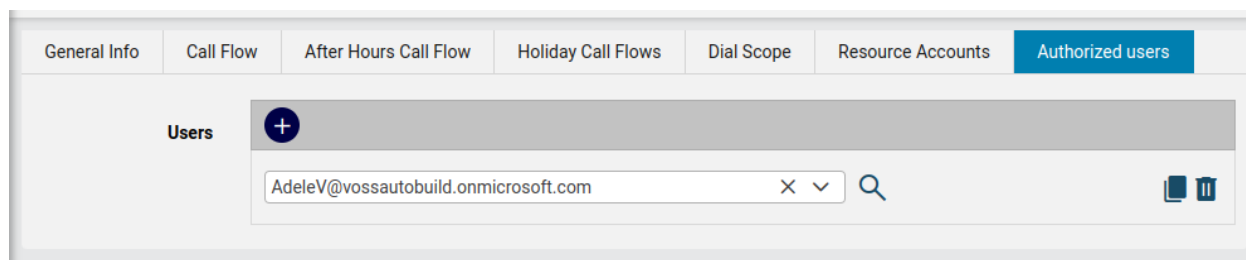 General Info Call Flow After Hours Call Flow Holiday Call Flows Dial Scope Resource Accounts Authorized users
Users
AdeleV@vossautobuild.onmicrosoft.com